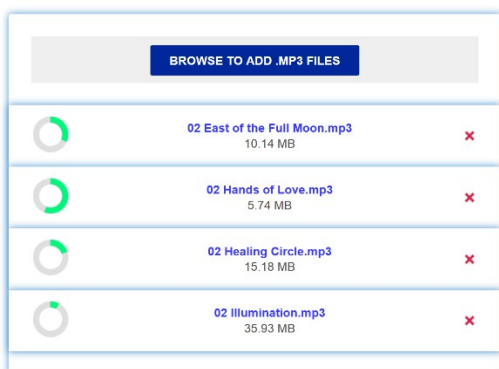 BROWSE TO ADD .MP3 FILES
02 East of the Full Moon.mp3
10.14 MB
02 Hands of Love.mp3
5.74 MB
02 Healing Circle.mp3
15.18 MB
02 Illumination.mp3
35.93 MB